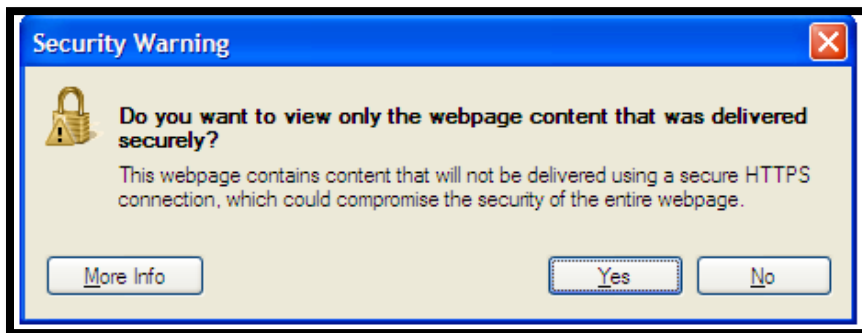 Security Warning
Do you want to view only the webpage content that was delivered
securely?
This webpage contains content that will not be delivered using a secure HTTPS
connection, which could compromise the security of the entire webpage.
More Info
Yes
No